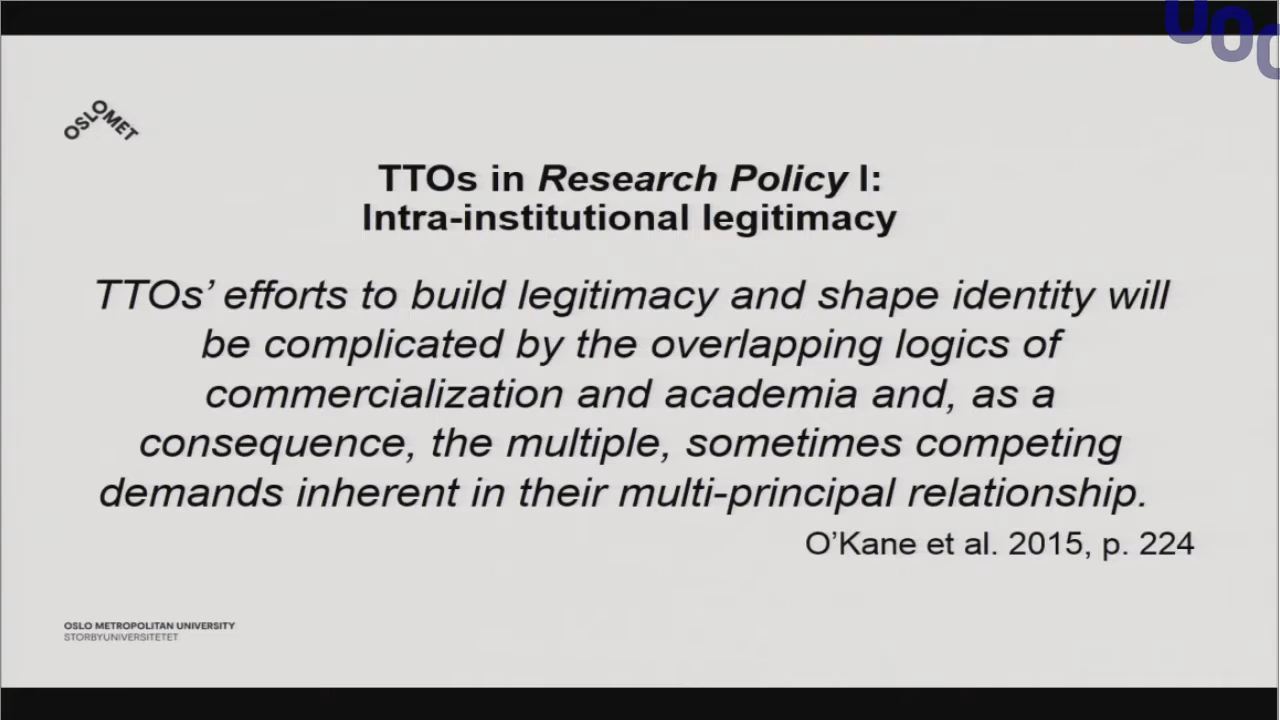 UOC
OSLOMET
TTOs in Research Policy I:
Intra-institutional legitimacy
TTOs’ efforts to build legitimacy and shape identity will
be complicated by the overlapping logics of
commercialization and academia and, as a
consequence, the multiple, sometimes competing
demands inherent in their multi-principal relationship.
O’Kane et al. 2015, p. 224
OSLO METROPOLITAN UNIVERSITY
STORBYUNIVERSITETET